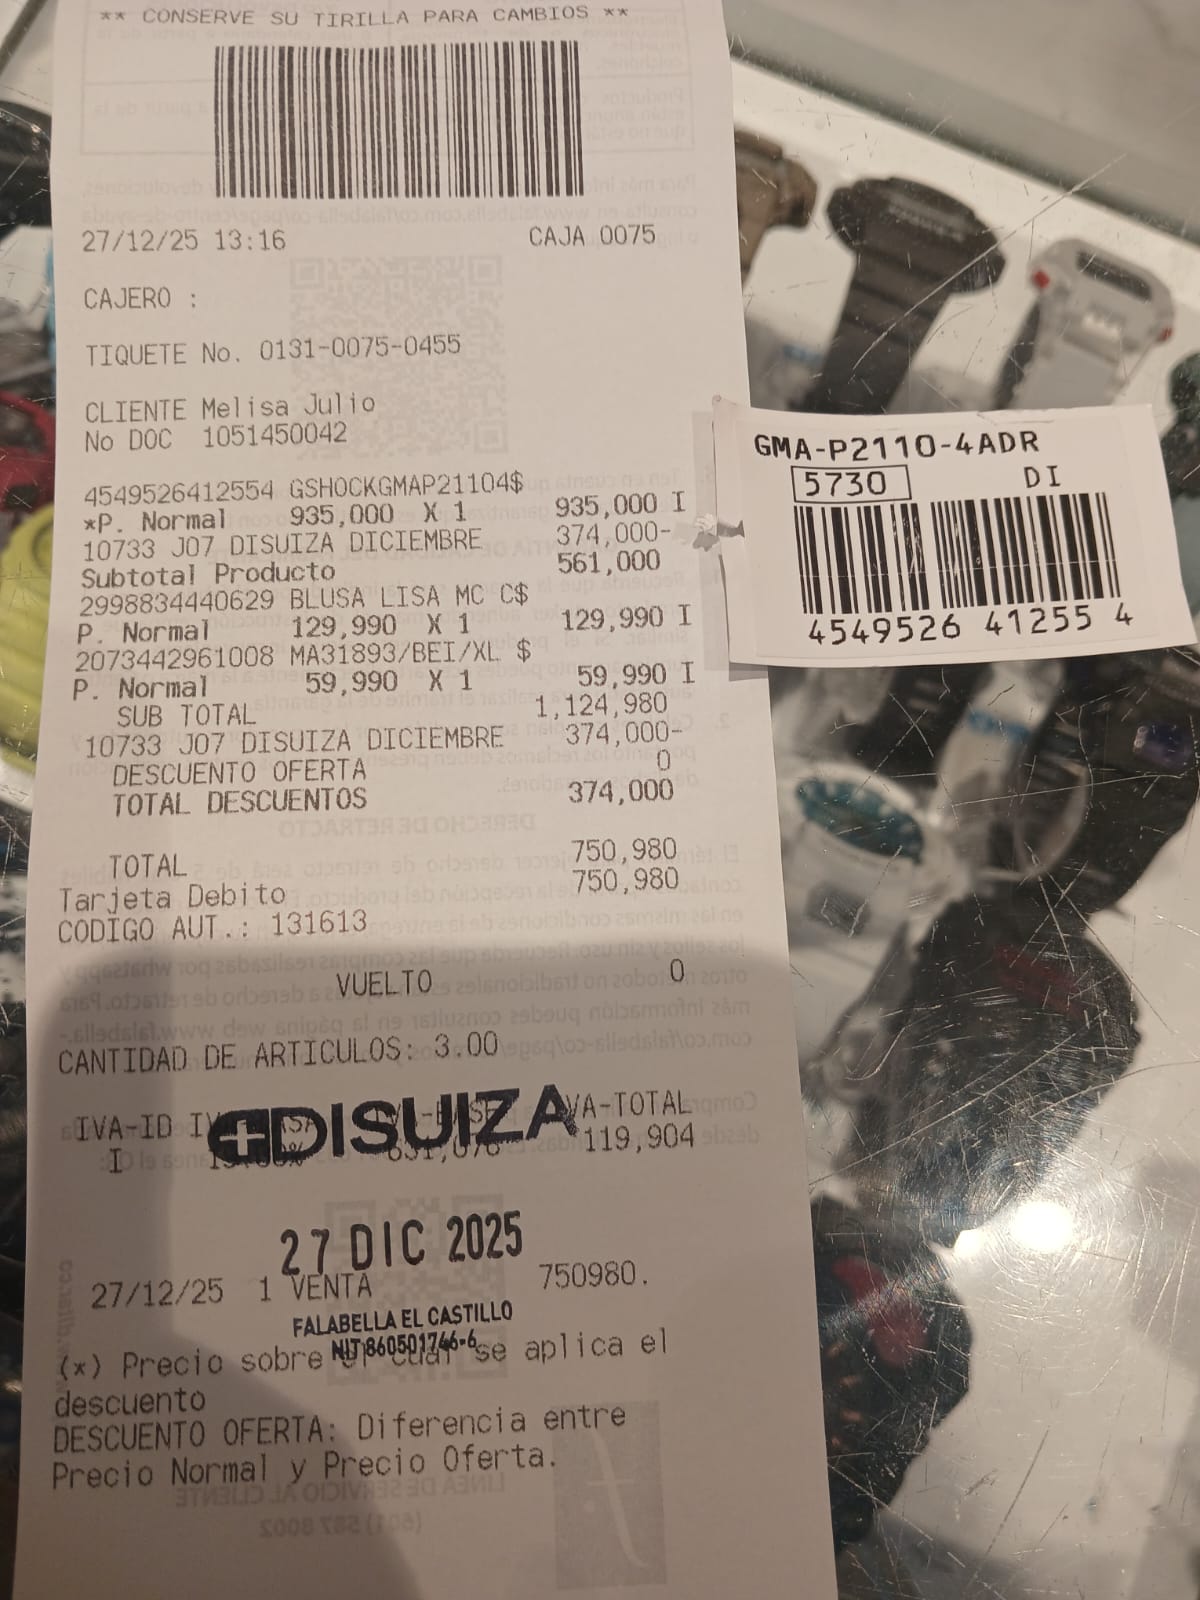 ** CONSERVE SU TIRILLA PARA CAMBIOS **
27/12/25 13:16 CAJA 0075
CAJERO :
TIQUETE No. 0131-0075-0455
CLIENTE Melisa Julio
No DOC 1051450042
4549526412554 GSHOCKGMAP21104$
*P. Normal 935,000 X 1 935,000 I
10733 J07 DISUIZA DICIEMBRE 374,000-
Subtotal Producto 561,000
2998834440629 BLUSA LISA MC C$
P. Normal 129,990 X 1 129,990 I
2073442961008 MA31893/BEI/XL $
P. Normal 59,990 X 1 59,990 I
SUB TOTAL 1,124,980
10733 J07 DISUIZA DICIEMBRE 374,000-
DESCUENTO OFERTA 0
TOTAL DESCUENTOS 374,000
TOTAL 750,980
Tarjeta Debito 750,980
CODIGO AUT.: 131613
VUELTO 0
CANTIDAD DE ARTICULOS: 3.00
IVA-ID IVA-TOTAL
DISUIZA
I 119,904
27 DIC 2025
27/12/25 1 VENTA 750980.
FALABELLA EL CASTILLO
NIT 860501746-6
(*) Precio sobre el cual se aplica el
descuento
DESCUENTO OFERTA: Diferencia entre
Precio Normal y Precio Oferta.
GMA-P2110-4ADR
5730 DI
4549526 41255 4